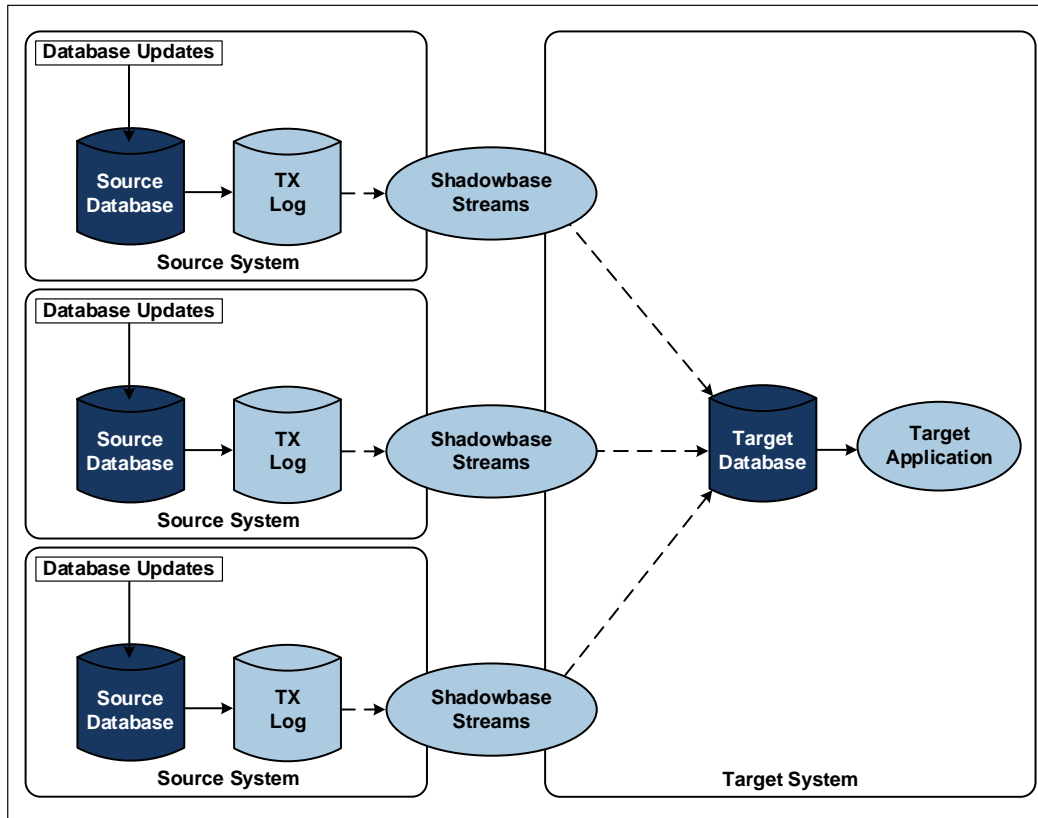 Database Updates
Source
Database
TX
Log
Shadowbase
Streams
Source System
Database Updates
Source
Database
TX
Log
Shadowbase
Streams
Source System
Database Updates
Source
Database
TX
Log
Shadowbase
Streams
Source System
Target
Database
Target
Application
Target System